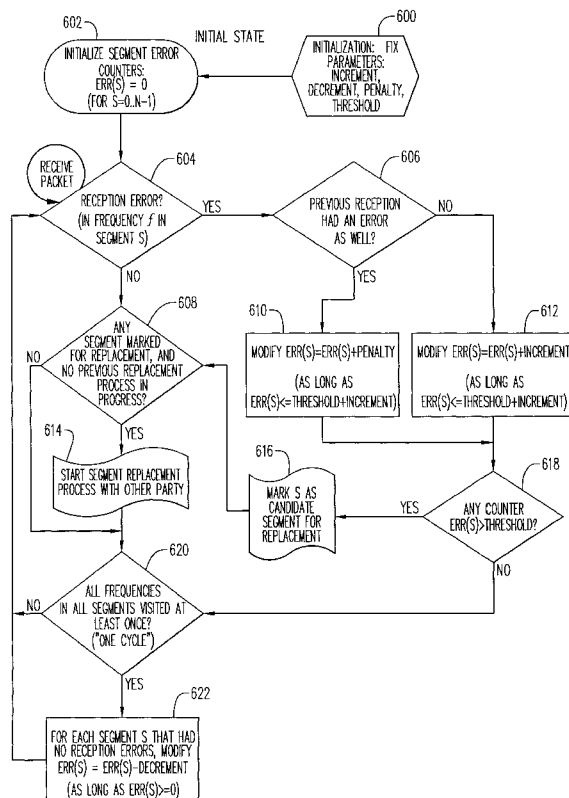 602
INITIALIZE SEGMENT ERROR
COUNTERS:
ERR(S) = 0
(FOR S=0..N-1)
INITIAL STATE
600
INITIALIZATION: FIX
PARAMETERS:
INCREMENT,
DECREMENT, PENALTY,
THRESHOLD
RECEIVE
PACKET
604
RECEPTION ERROR?
(IN FREQUENCY f IN
SEGMENT S)
YES
NO
606
PREVIOUS RECEPTION
HAD AN ERROR
AS WELL?
NO
YES
608
ANY
SEGMENT MARKED
FOR REPLACEMENT, AND
NO PREVIOUS REPLACEMENT
PROCESS IN
PROGRESS?
NO
YES
610
MODIFY ERR(S)=ERR(S)+PENALTY
(AS LONG AS
ERR(S)<=THRESHOLD+INCREMENT)
612
MODIFY ERR(S)=ERR(S)+INCREMENT
(AS LONG AS
ERR(S)<=THRESHOLD+INCREMENT)
614
START SEGMENT REPLACEMENT
PROCESS WITH OTHER PARTY
616
MARK S AS
CANDIDATE
SEGMENT FOR
REPLACEMENT
618
ANY COUNTER
ERR(S)>THRESHOLD?
YES
NO
620
ALL FREQUENCIES
IN ALL SEGMENTS VISITED AT
LEAST ONCE?
("ONE CYCLE")
NO
YES
622
FOR EACH SEGMENT S THAT HAD
NO RECEPTION ERRORS, MODIFY
ERR(S) = ERR(S)-DECREMENT
(AS LONG AS ERR(S)>=0)